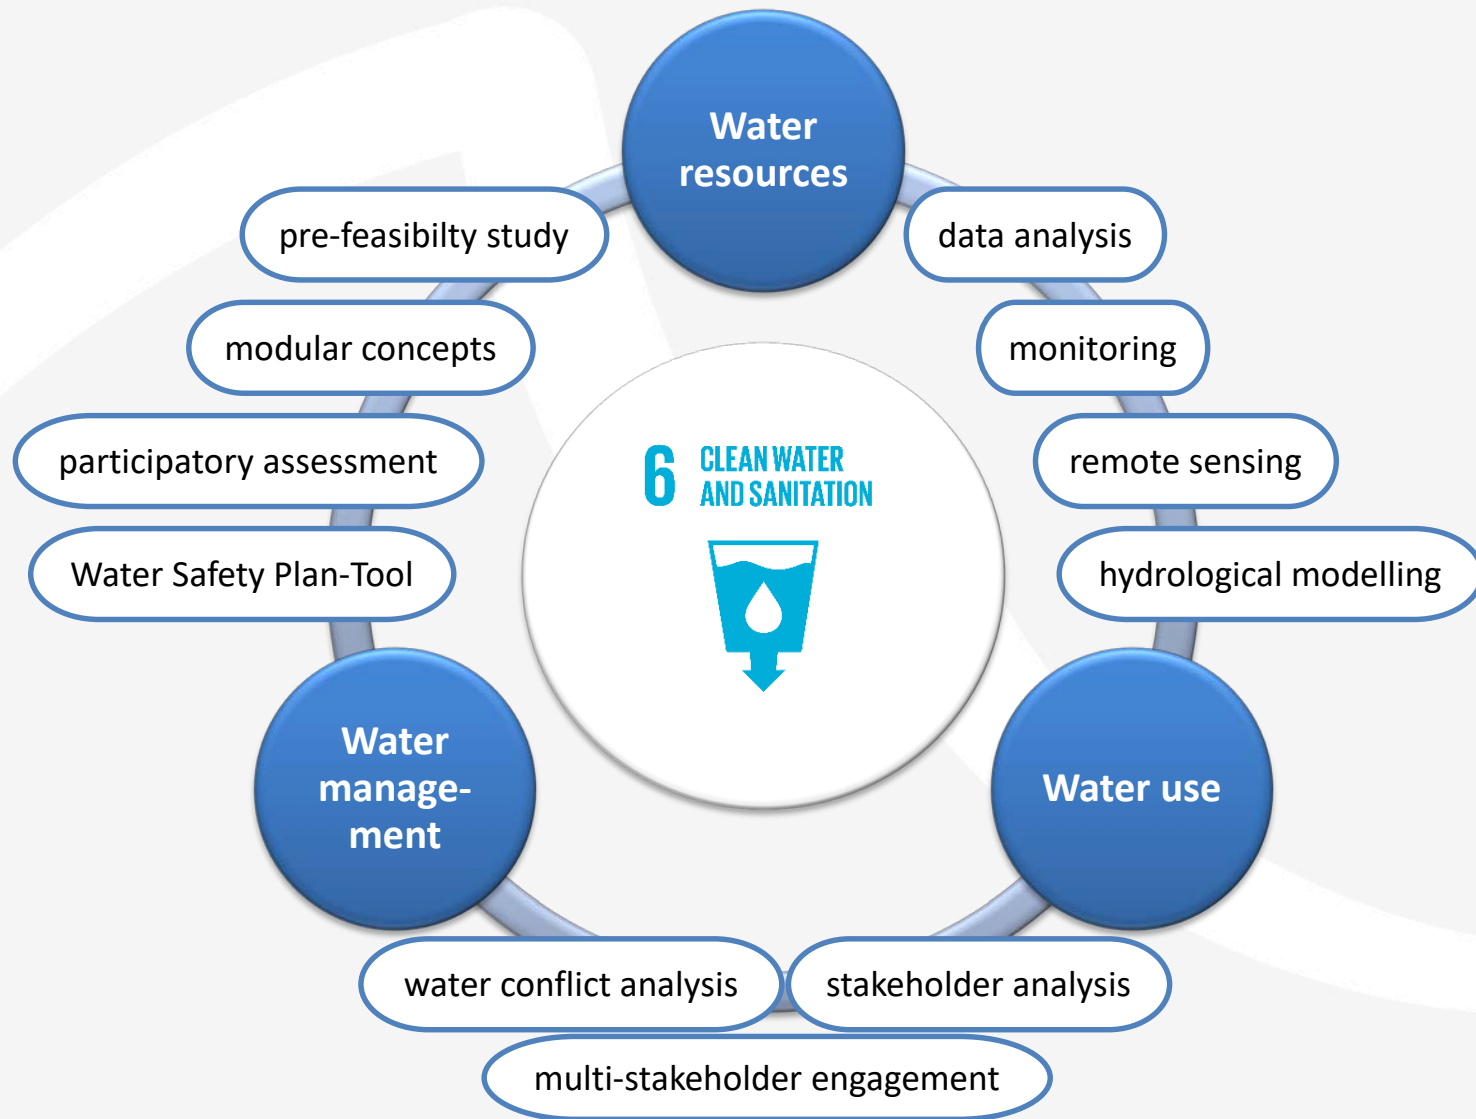 Water
resources
pre-feasibilty study
data analysis
modular concepts
monitoring
participatory assessment
remote sensing
Water Safety Plan-Tool
hydrological modelling
6 CLEAN WATER
AND SANITATION
Water
manage-
ment
Water use
water conflict analysis
stakeholder analysis
multi-stakeholder engagement